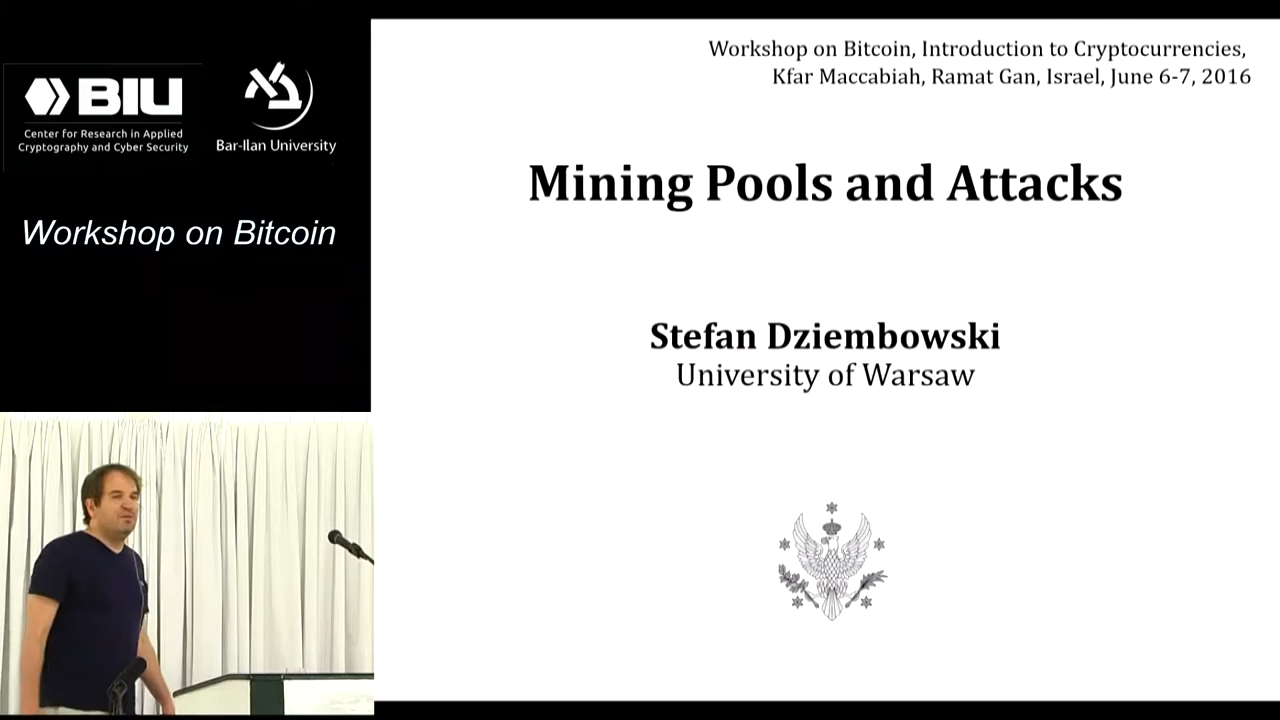 BIU
Center for Research in Applied
Cryptography and Cyber Security
Bar-Ilan University
Workshop on Bitcoin
Workshop on Bitcoin, Introduction to Cryptocurrencies,
Kfar Maccabiah, Ramat Gan, Israel, June 6-7, 2016
Mining Pools and Attacks
Stefan Dziembowski
University of Warsaw